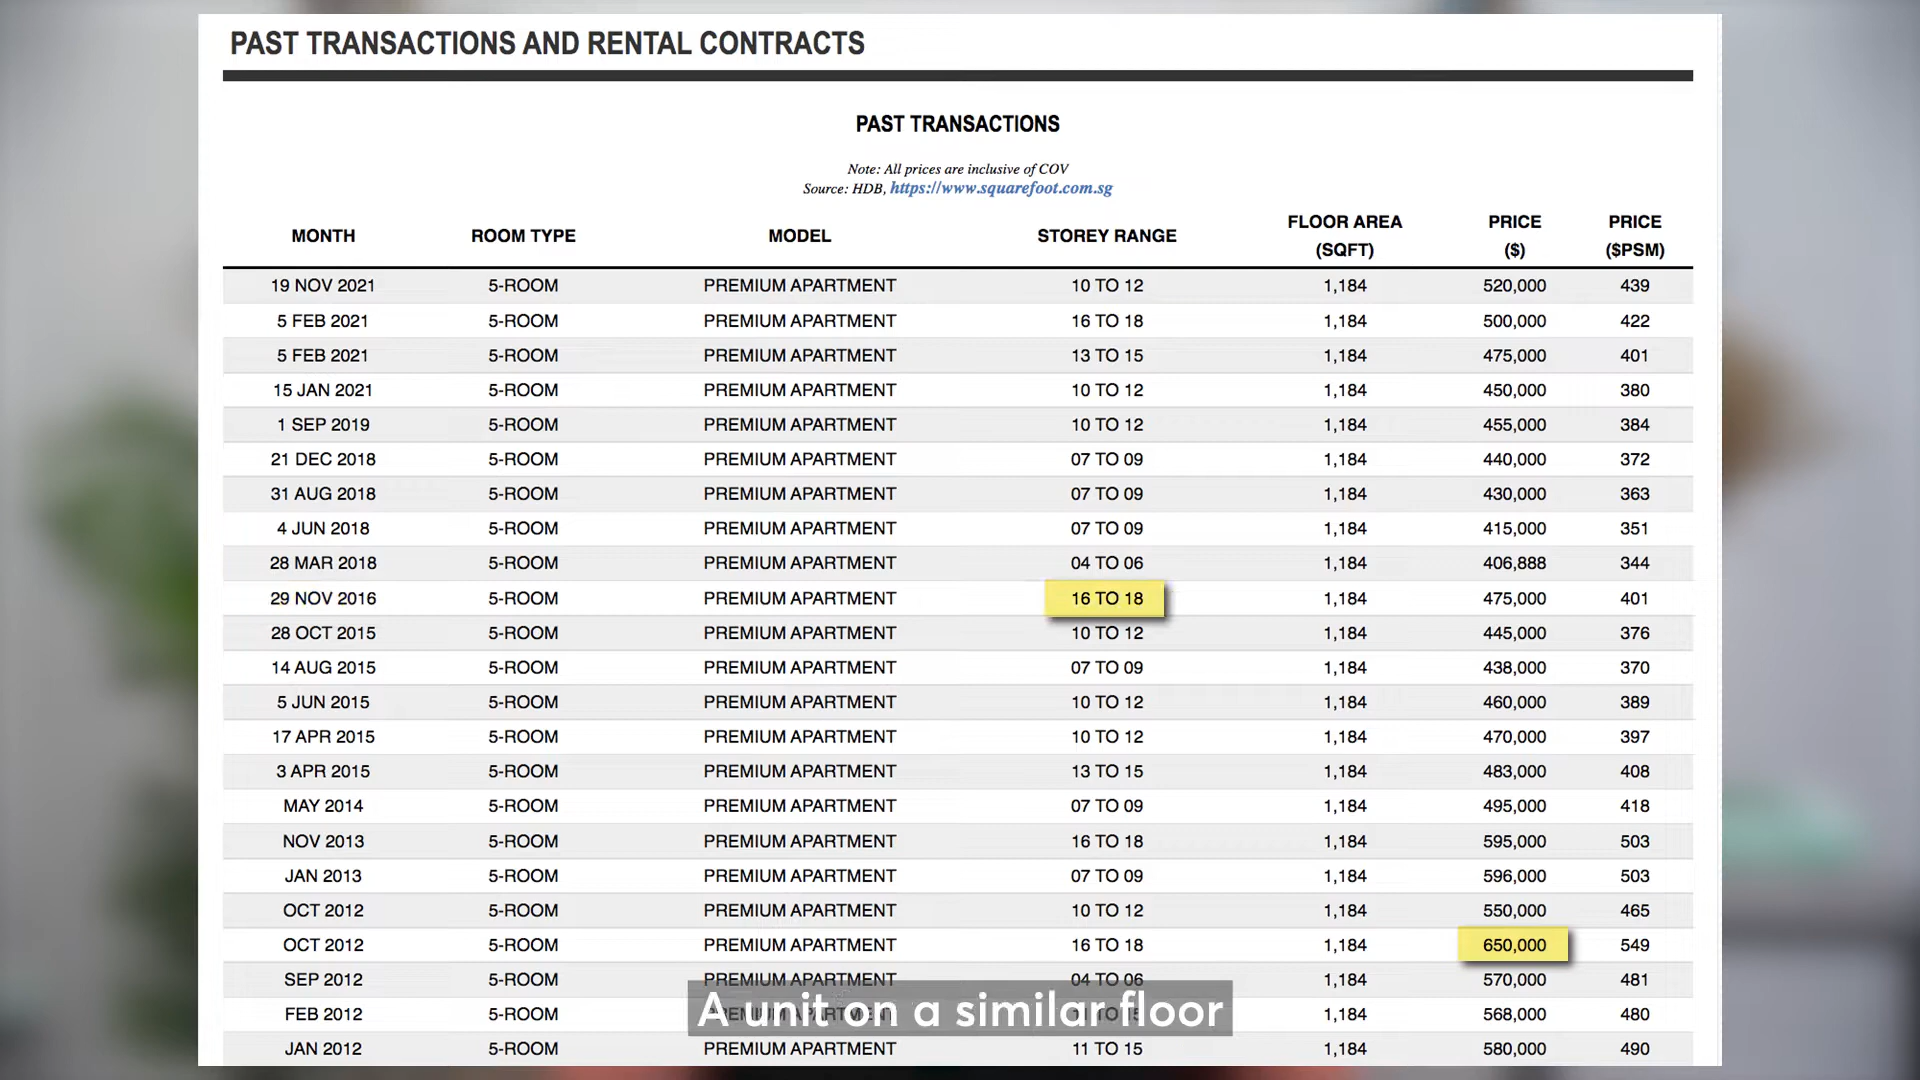 PAST TRANSACTIONS AND RENTAL CONTRACTS
PAST TRANSACTIONS
Note: All prices are inclusive of COV
Source: HDB, https://www.squarefoot.com.sg
MONTH ROOM TYPE MODEL STOREY RANGE FLOOR AREA (SQFT) PRICE ($) PRICE ($PSM)
19 NOV 2021 5-ROOM PREMIUM APARTMENT 10 TO 12 1,184 520,000 439
5 FEB 2021 5-ROOM PREMIUM APARTMENT 16 TO 18 1,184 500,000 422
5 FEB 2021 5-ROOM PREMIUM APARTMENT 13 TO 15 1,184 475,000 401
15 JAN 2021 5-ROOM PREMIUM APARTMENT 10 TO 12 1,184 450,000 380
1 SEP 2019 5-ROOM PREMIUM APARTMENT 10 TO 12 1,184 455,000 384
21 DEC 2018 5-ROOM PREMIUM APARTMENT 07 TO 09 1,184 440,000 372
31 AUG 2018 5-ROOM PREMIUM APARTMENT 07 TO 09 1,184 430,000 363
4 JUN 2018 5-ROOM PREMIUM APARTMENT 07 TO 09 1,184 415,000 351
28 MAR 2018 5-ROOM PREMIUM APARTMENT 04 TO 06 1,184 406,888 344
29 NOV 2016 5-ROOM PREMIUM APARTMENT 16 TO 18 1,184 475,000 401
28 OCT 2015 5-ROOM PREMIUM APARTMENT 10 TO 12 1,184 445,000 376
14 AUG 2015 5-ROOM PREMIUM APARTMENT 07 TO 09 1,184 438,000 370
5 JUN 2015 5-ROOM PREMIUM APARTMENT 10 TO 12 1,184 460,000 389
17 APR 2015 5-ROOM PREMIUM APARTMENT 10 TO 12 1,184 470,000 397
3 APR 2015 5-ROOM PREMIUM APARTMENT 13 TO 15 1,184 483,000 408
MAY 2014 5-ROOM PREMIUM APARTMENT 07 TO 09 1,184 495,000 418
NOV 2013 5-ROOM PREMIUM APARTMENT 16 TO 18 1,184 595,000 503
JAN 2013 5-ROOM PREMIUM APARTMENT 07 TO 09 1,184 596,000 503
OCT 2012 5-ROOM PREMIUM APARTMENT 10 TO 12 1,184 550,000 465
OCT 2012 5-ROOM PREMIUM APARTMENT 16 TO 18 1,184 650,000 549
SEP 2012 5-ROOM PREMIUM APARTMENT 04 TO 06 1,184 570,000 481
FEB 2012 5-ROOM 1,184 568,000 480
A unit on a similar floor
JAN 2012 5-ROOM PREMIUM APARTMENT 11 TO 15 1,184 580,000 490